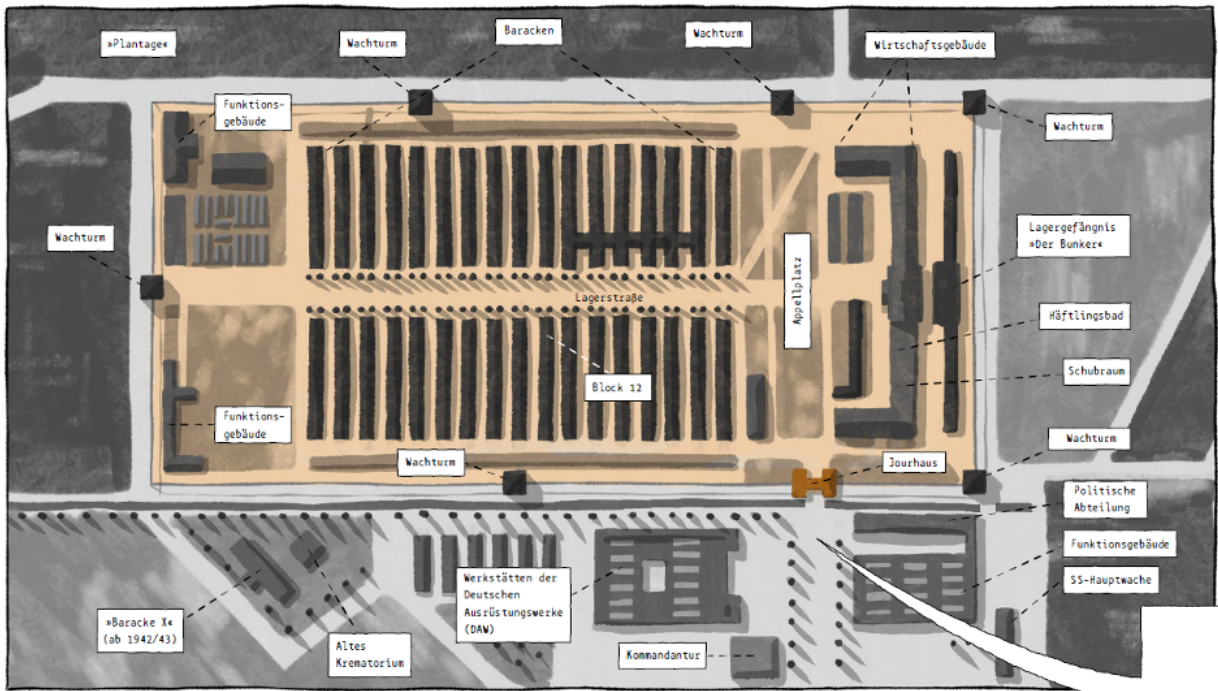 »Plantage«
Wachturm
Baracken
Wachturm
Wirtschaftsgebäude
Funktions-
gebäude
Wachturm
Wachturm
Lagergefängnis
»Der Bunker«
Appellplatz
Lagerstraße
Häftlingsbad
Schubraum
Block 12
Funktions-
gebäude
Wachturm
Wachturm
Jourhaus
Politische
Abteilung
Funktionsgebäude
SS-Hauptwache
Werkstätten der
Deutschen
Ausrüstungswerke
(DAW)
»Baracke X«
(ab 1942/43)
Altes
Krematorium
Kommandantur